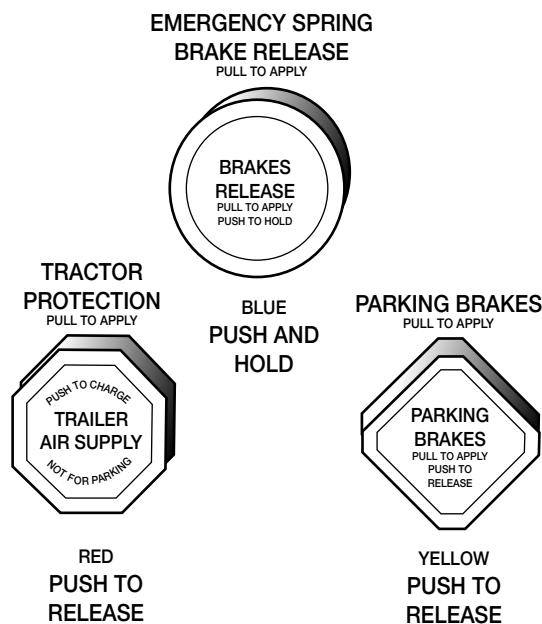 EMERGENCY SPRING
BRAKE RELEASE
PULL TO APPLY
BRAKES
RELEASE
PULL TO APPLY
PUSH TO HOLD
BLUE
PUSH AND
HOLD
TRACTOR
PROTECTION
PULL TO APPLY
PUSH TO CHARGE
TRAILER
AIR SUPPLY
NOT FOR PARKING
RED
PUSH TO
RELEASE
PARKING BRAKES
PULL TO APPLY
PARKING
BRAKES
PULL TO APPLY
PUSH TO
RELEASE
YELLOW
PUSH TO
RELEASE